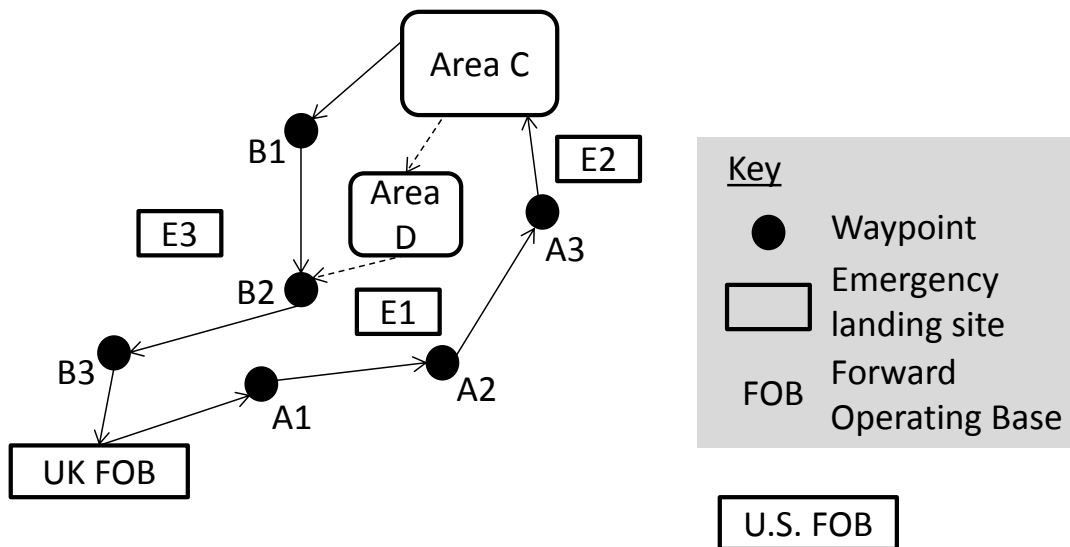 Area C
B1
E2
Area
D
E3
A3
B2
E1
B3
A1
A2
UK FOB
Key
Waypoint
Emergency
landing site
FOB
Forward
Operating Base
U.S. FOB